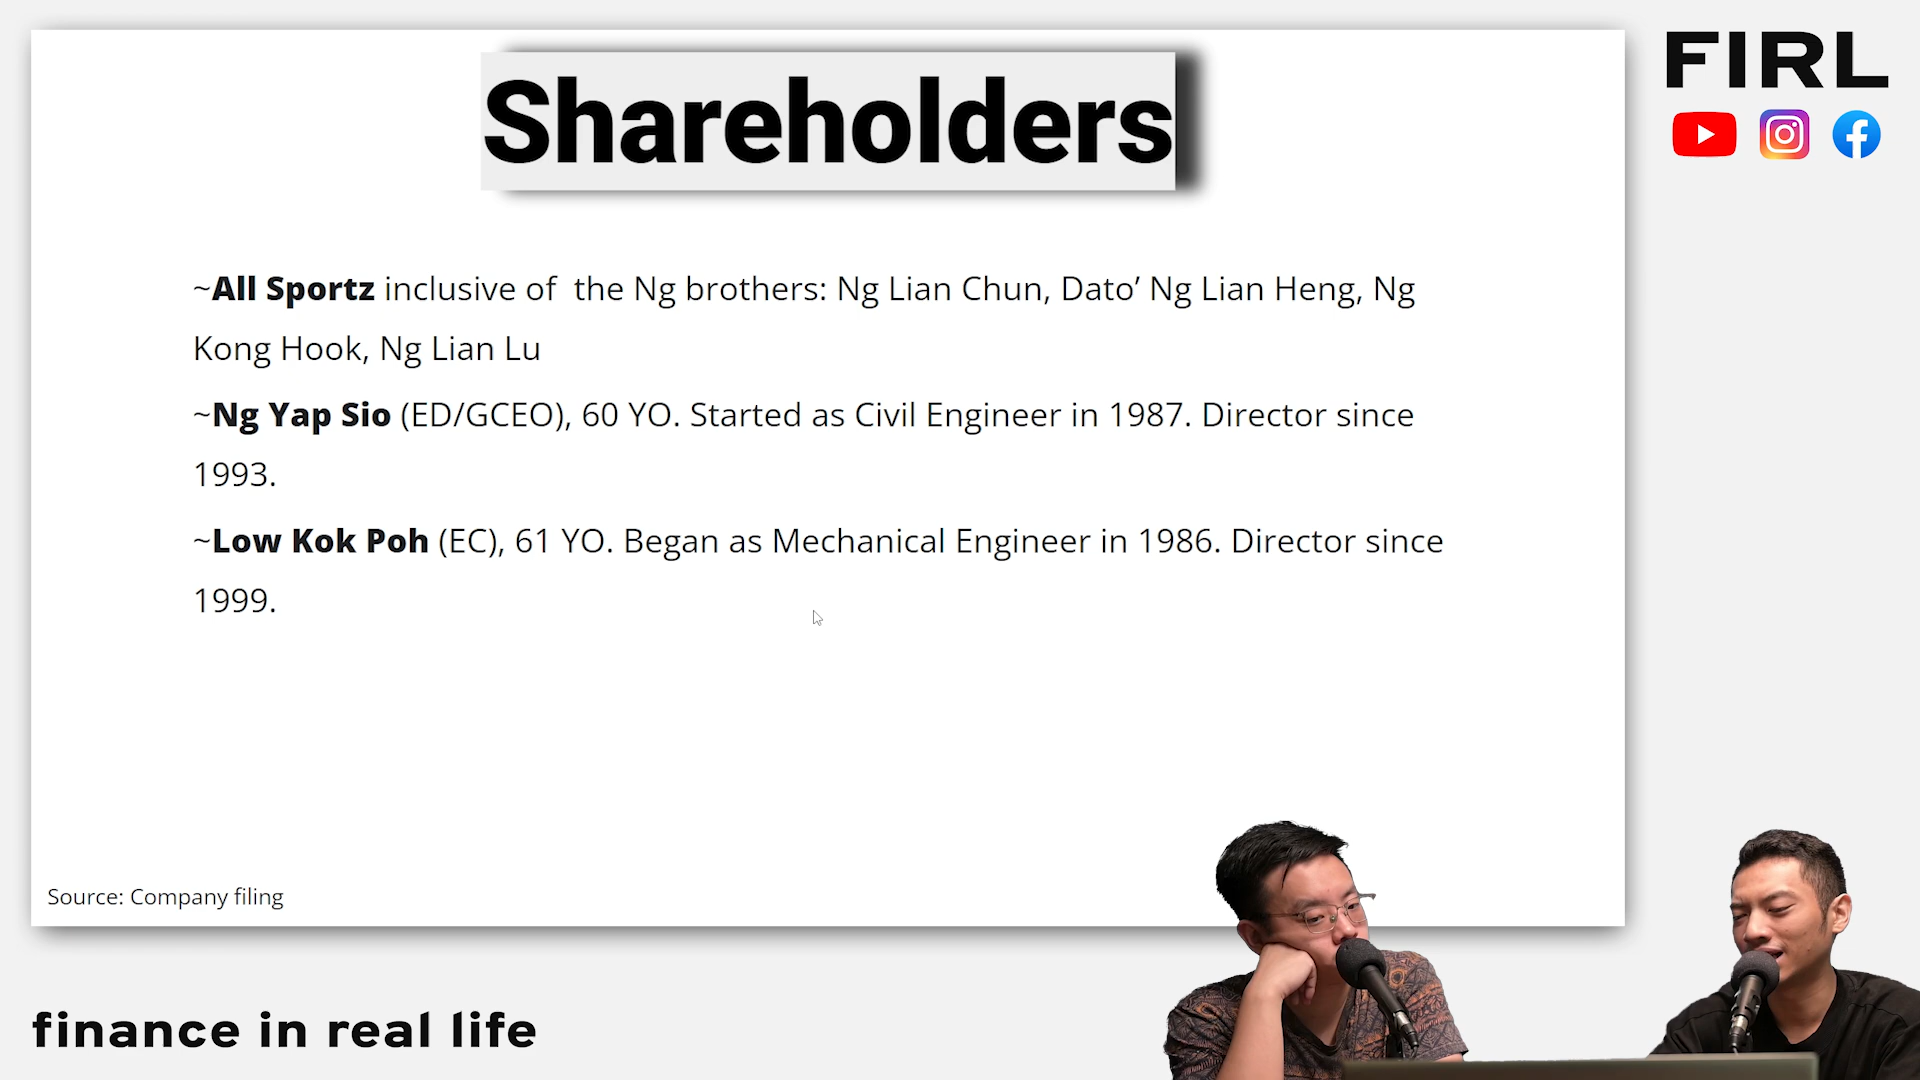 Shareholders
FIRL
~All Sportz inclusive of  the Ng brothers: Ng Lian Chun, Dato’ Ng Lian Heng, Ng
Kong Hook, Ng Lian Lu
~Ng Yap Sio (ED/GCEO), 60 YO. Started as Civil Engineer in 1987. Director since
1993.
~Low Kok Poh (EC), 61 YO. Began as Mechanical Engineer in 1986. Director since
1999.
Source: Company filing
finance in real life